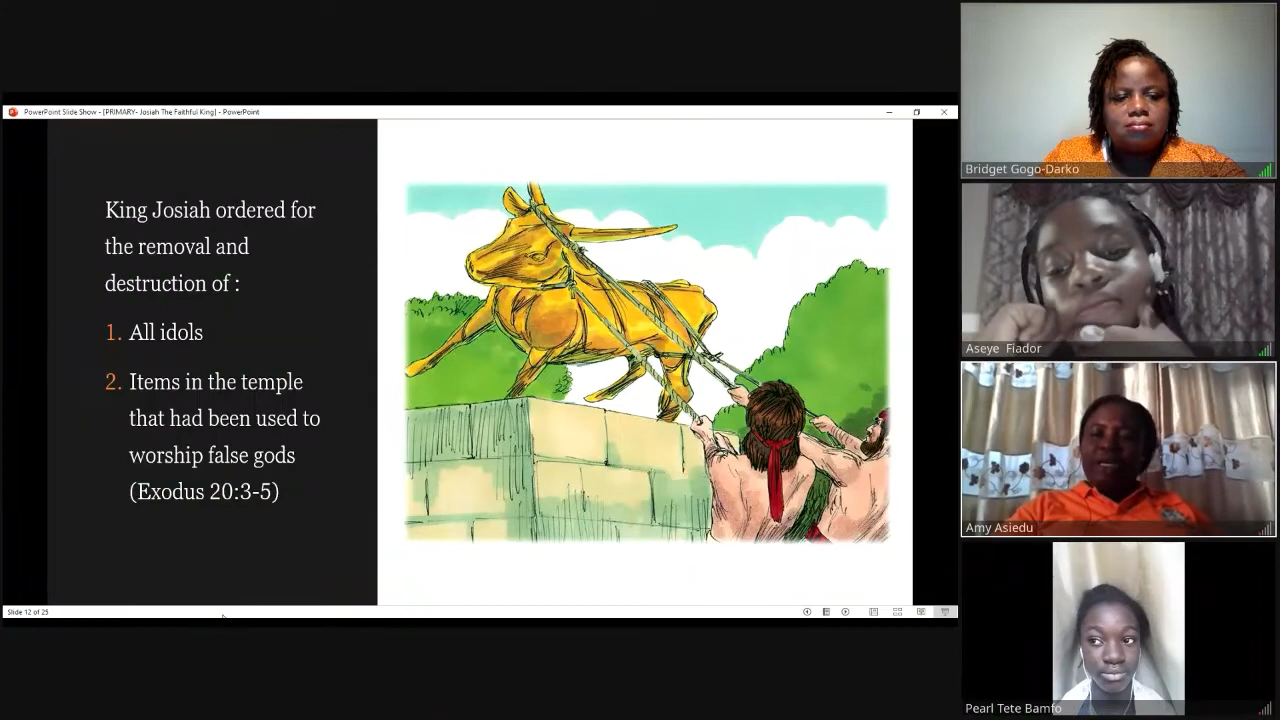 PowerPoint Slide Show - [PRIMARY- Josiah The Faithful King] - PowerPoint
King Josiah ordered for
the removal and
destruction of :
1. All idols
2. Items in the temple
that had been used to
worship false gods
(Exodus 20:3-5)
Slide 12 of 25
Bridget Gogo-Darko
Aseye Fiador
Amy Asiedu
Pearl Tete Bamfo